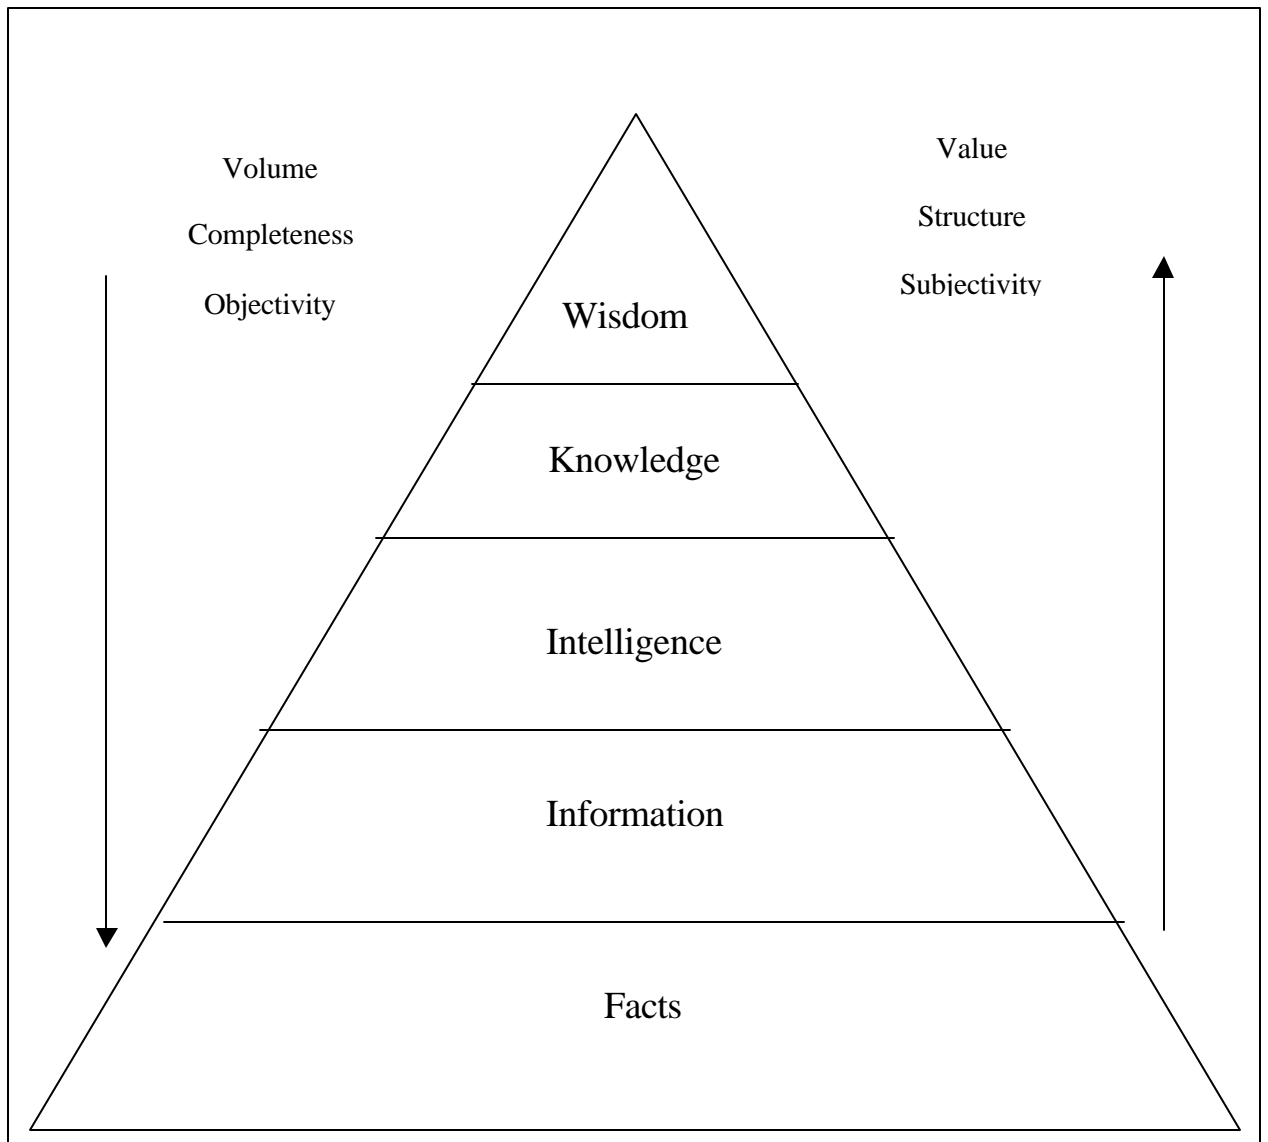 Volume
Completeness
Objectivity
Value
Structure
Subjectivity
Wisdom
Knowledge
Intelligence
Information
Facts